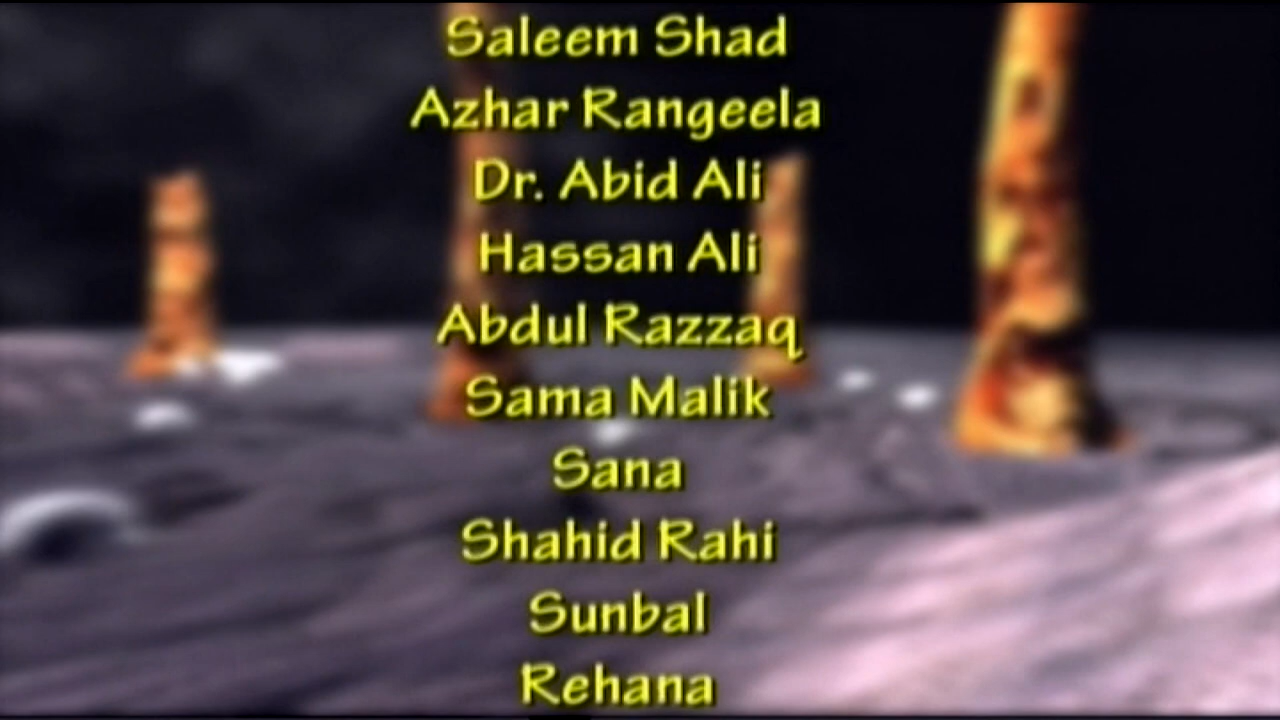 Saleem Shad
Azhar Rangeela
Dr. Abid Ali
Hassan Ali
Abdul Razzaq
Sama Malik
Sana
Shahid Rahi
Sunbal
Rehana